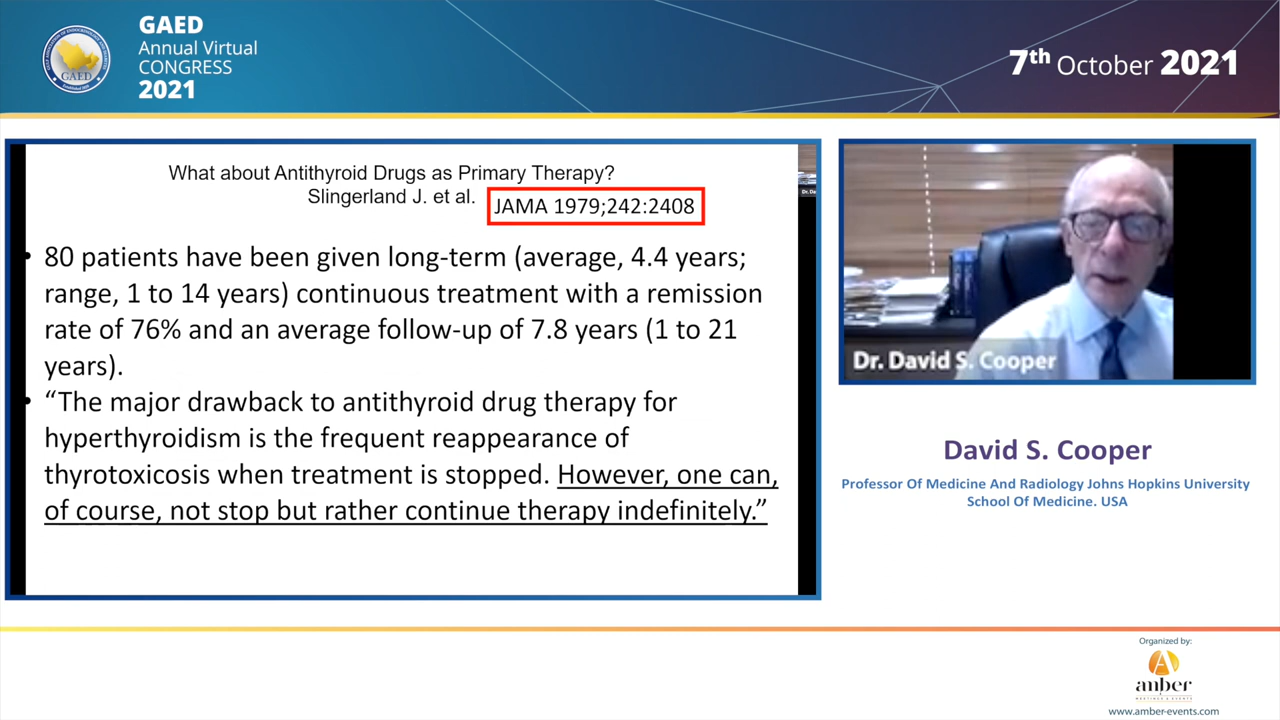 GAED
Annual Virtual
CONGRESS
2021
GAED
7th October 2021
What about Antithyroid Drugs as Primary Therapy?
Slingerland J. et al.
JAMA 1979;242:2408
• 80 patients have been given long-term (average, 4.4 years;
range, 1 to 14 years) continuous treatment with a remission
rate of 76% and an average follow-up of 7.8 years (1 to 21
years).
• “The major drawback to antithyroid drug therapy for
hyperthyroidism is the frequent reappearance of
thyrotoxicosis when treatment is stopped. However, one can,
of course, not stop but rather continue therapy indefinitely.”
Dr. David S. Cooper
David S. Cooper
Professor Of Medicine And Radiology Johns Hopkins University
School Of Medicine. USA
Organized by:
anber
www.amber-events.com